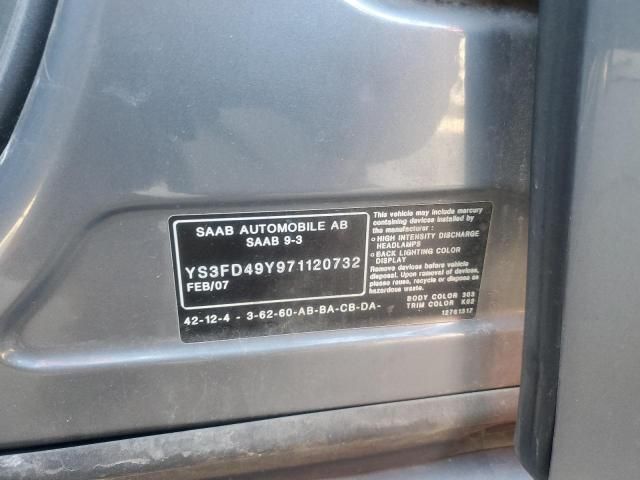 SAAB AUTOMOBILE AB
SAAB 9-3
YS3FD49Y971120732
FEB/07
42-12-4 - 3-62-60-AB-BA-CB-DA-
This vehicle may include mercury
containing devices installed by
the manufacturer:
HIGH INTENSITY DISCHARGE
HEADLAMPS
BACK LIGHTING COLOR
DISPLAY
Remove devices before vehicle
disposal. Upon removal of devices
please reuse, recycle or dispose as
hazardous waste.
BODY COLOR 303
TRIM COLOR K62
12761317